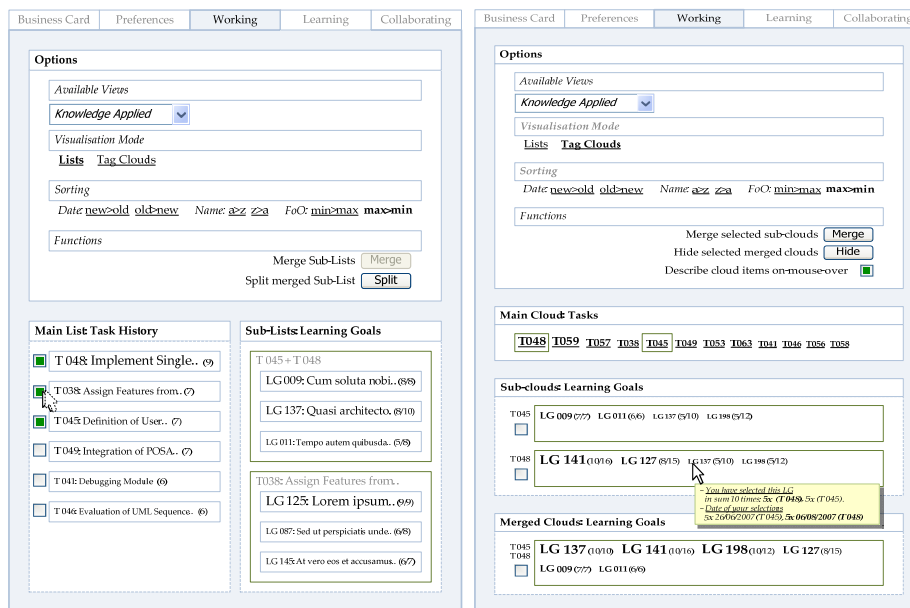 Business Card Preferences Working Learning Collaborating
Options
Available Views
Knowledge Applied
Visualisation Mode
Lists Tag Clouds
Sorting
Date: new>old old>new Name: a>z z>a FoO: min>max max>min
Functions
Merge Sub-Lists Merge
Split merged Sub-List Split
Main List: Task History
T 048: Implement Single.. (9)
T 038: Assign Features from.. (7)
T 045: Definition of User.. (7)
T 049: Integration of POSA.. (7)
T 041: Debugging Module (6)
T 046: Evaluation of UML Sequence.. (6)
Sub-Lists: Learning Goals
T 045 + T 048
LG 009: Cum soluta nobi.. (8/8)
LG 137: Quasi architecto. (8/10)
LG 011: Tempo autem quibusda.. (5/8)
T038: Assign Features from..
LG 125: Lorem ipsum.. (9/9)
LG 087: Sed ut perspiciatis unde.. (6/8)
LG 145: At vero eos et accusamus.. (6/7)
Business Card Preferences Working Learning Collaborating
Options
Available Views
Knowledge Applied
Visualisation Mode
Lists Tag Clouds
Sorting
Date: new>old old>new Name: a>z z>a FoO: min>max max>min
Functions
Merge selected sub-clouds Merge
Hide selected merged clouds Hide
Describe cloud items on-mouse-over
Main Cloud: Tasks
T048 T059 T057 T038 T045 T049 T053 T063 T041 T046 T056 T058
Sub-clouds: Learning Goals
T045 LG 009 (7/7) LG 011 (6/6) LG 137 (5/10) LG 198 (5/12)
T048 LG 141 (10/16) LG 127 (8/15) LG 137 (5/10) LG 198 (5/12)
– You have selected this LG
in sum 10 times; 5x (T 048), 5x (T 045).
– Date of your selections
5x 26/06/2007 (T 045), 5x 06/08/2007 (T 048)
Merged Clouds: Learning Goals
T045 LG 137 (10/10) LG 141 (10/16) LG 198 (10/12) LG 127 (8/15)
T048
LG 009 (7/7) LG 011 (6/6)